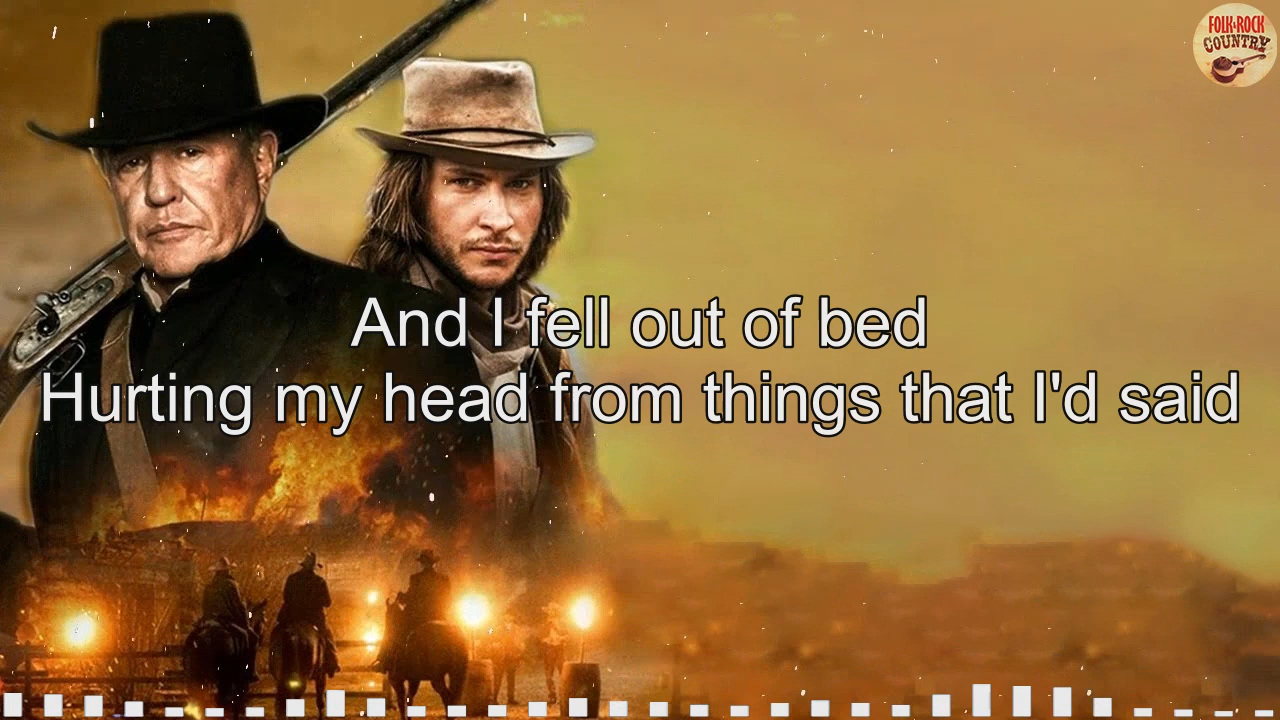 FOLK & ROCK
COUNTRY
And I fell out of bed
Hurting my head from things that I'd said